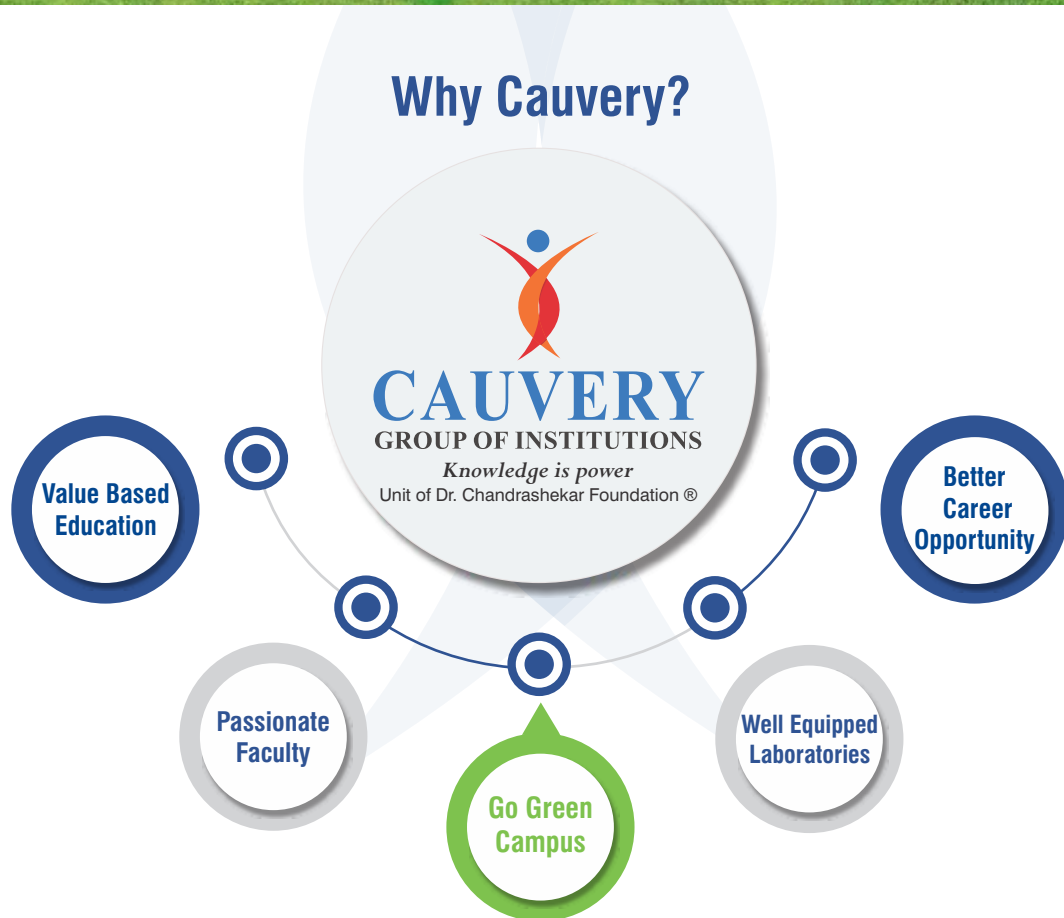 Why Cauvery?
CAUVERY
GROUP OF INSTITUTIONS
Knowledge is power
Unit of Dr. Chandrashekar Foundation ®
Value Based
Education
Passionate
Faculty
Go Green
Campus
Well Equipped
Laboratories
Better
Career
Opportunity